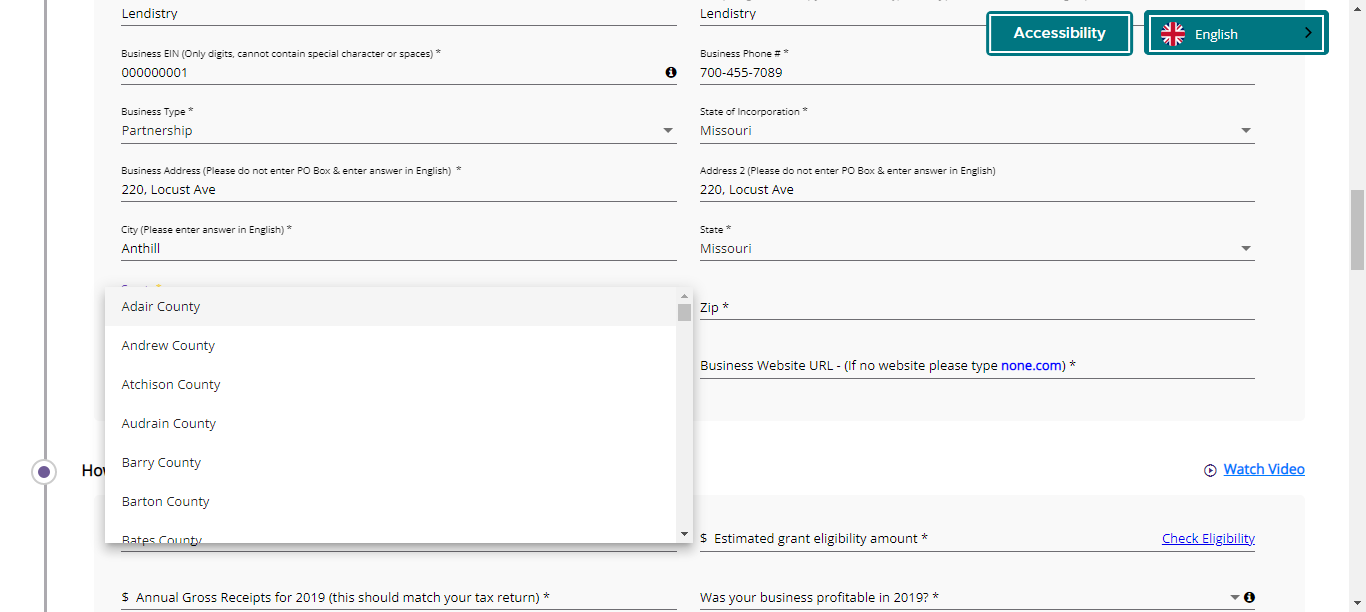 Lendistry
Lendistry
Accessibility
English
Business EIN (Only digits, cannot contain special character or spaces) *
000000001
Business Phone # *
700-455-7089
Business Type *
Partnership
State of Incorporation *
Missouri
Business Address (Please do not enter PO Box & enter answer in English) *
220, Locust Ave
Address 2 (Please do not enter PO Box & enter answer in English)
220, Locust Ave
City (Please enter answer in English) *
Anthill
State *
Missouri
Adair County
Andrew County
Atchison County
Audrain County
Barry County
Barton County
Bates County
Zip *
Business Website URL - (If no website please type none.com) *
Watch Video
$ Estimated grant eligibility amount *
Check Eligibility
$ Annual Gross Receipts for 2019 (this should match your tax return) *
Was your business profitable in 2019? *